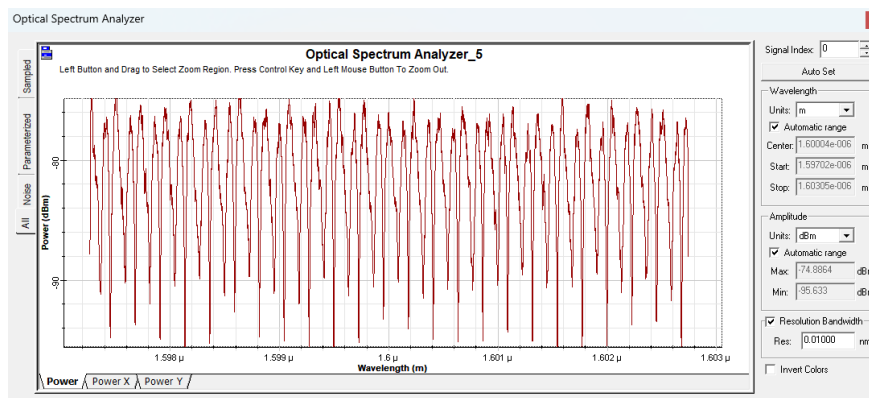 Optical Spectrum Analyzer
Optical Spectrum Analyzer_5
Left Button and Drag to Select Zoom Region. Press Control Key and Left Mouse Button To Zoom Out.
Sampled
Parameterized
Noise
All
Power (dBm)
-80
-90
1.598 µ
1.599 µ
1.6 µ
1.601 µ
1.602 µ
1.603 µ
Wavelength (m)
Power
Power X
Power Y
Signal Index: 0
Auto Set
Wavelength
Units: m
Automatic range
Center: 1.60004e-006 m
Start: 1.59702e-006 m
Stop: 1.60305e-006 m
Amplitude
Units: dBm
Automatic range
Max: -74.8864 dBm
Min: -95.633 dBm
Resolution Bandwidth
Res: 0.01000 nm
Invert Colors